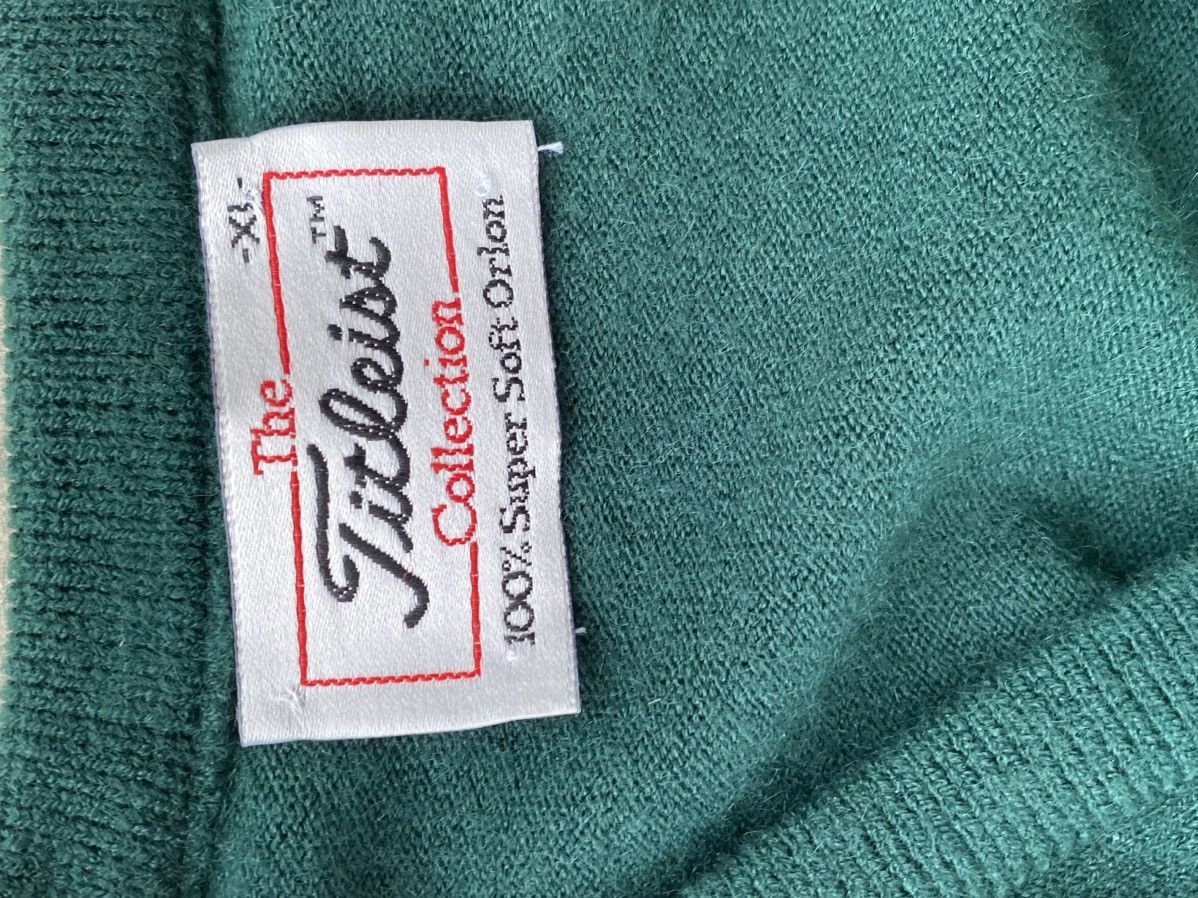 -XL-
The
Titleist™
Collection
100% Super Soft Orlon